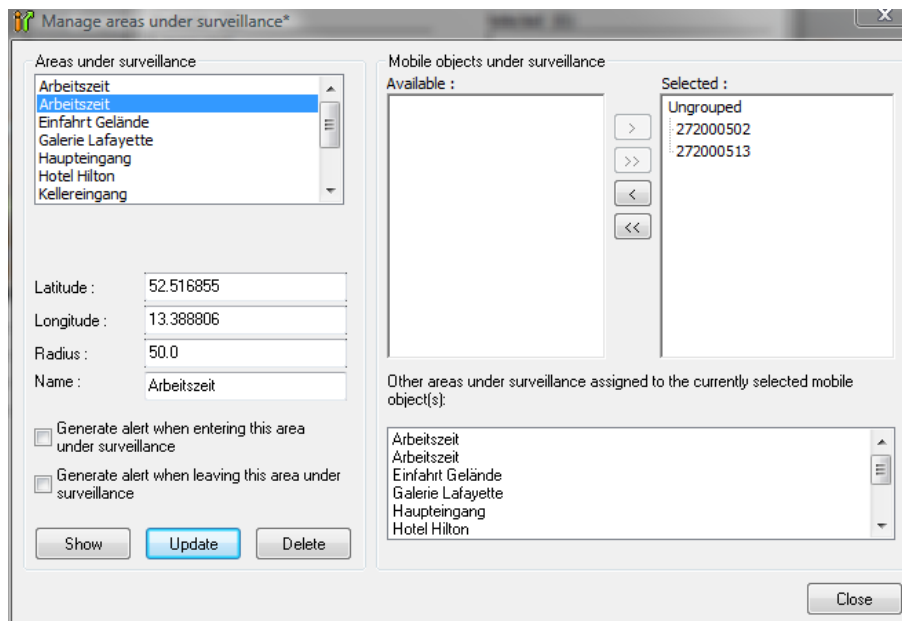 Manage areas under surveillance*
Areas under surveillance
Arbeitszeit
Arbeitszeit
Einfahrt Gelände
Galerie Lafayette
Haupteingang
Hotel Hilton
Kellereingang
Latitude :
52.516855
Longitude :
13.388806
Radius :
50.0
Name :
Arbeitszeit
Generate alert when entering this area
under surveillance
Generate alert when leaving this area under
surveillance
Show
Update
Delete
Mobile objects under surveillance
Available :
Selected :
>
>>
<
<<
Ungrouped
272000502
272000513
Other areas under surveillance assigned to the currently selected mobile
object(s):
Arbeitszeit
Arbeitszeit
Einfahrt Gelände
Galerie Lafayette
Haupteingang
Hotel Hilton
Close